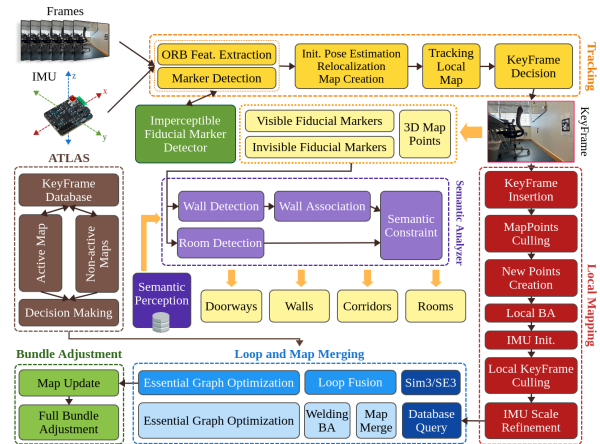 Frames
IMU
z
x
y
ORB Feat. Extraction
Marker Detection
Init. Pose Estimation
Relocalization
Map Creation
Tracking
Local
Map
KeyFrame
Decision
Tracking
Imperceptible
Fiducial Marker
Detector
Visible Fiducial Markers
Invisible Fiducial Markers
3D Map
Points
KeyFrame
ATLAS
KeyFrame
Database
Active Map
Non-active
Maps
Decision Making
Wall Detection
Wall Association
Room Detection
Semantic
Constraint
Semantic Analyzer
Semantic
Perception
Doorways
Walls
Corridors
Rooms
KeyFrame
Insertion
MapPoints
Culling
New Points
Creation
Local BA
IMU Init.
Local KeyFrame
Culling
IMU Scale
Refinement
Local Mapping
Bundle Adjustment
Map Update
Full Bundle
Adjustment
Loop and Map Merging
Essential Graph Optimization
Loop Fusion
Sim3/SE3
Essential Graph Optimization
Welding
BA
Map
Merge
Database
Query